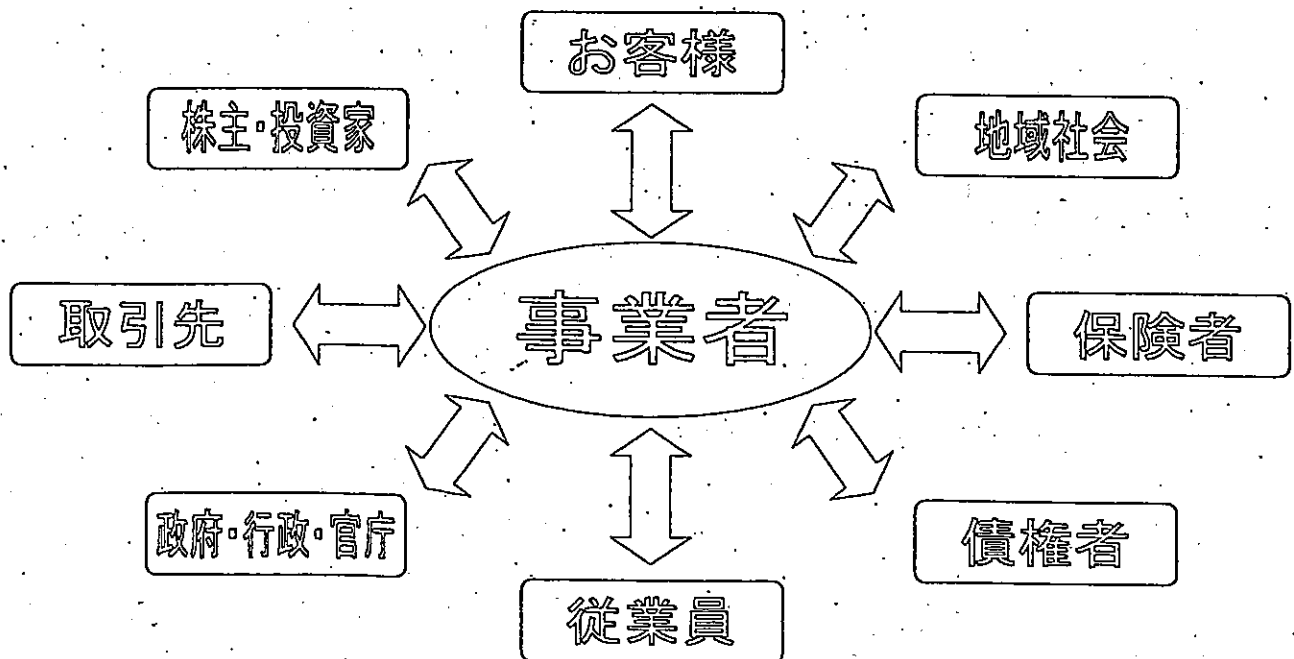 お客様
株主・投資家
地域社会
取引先
事業者
保険者
政府・行政・官庁
債権者
従業員